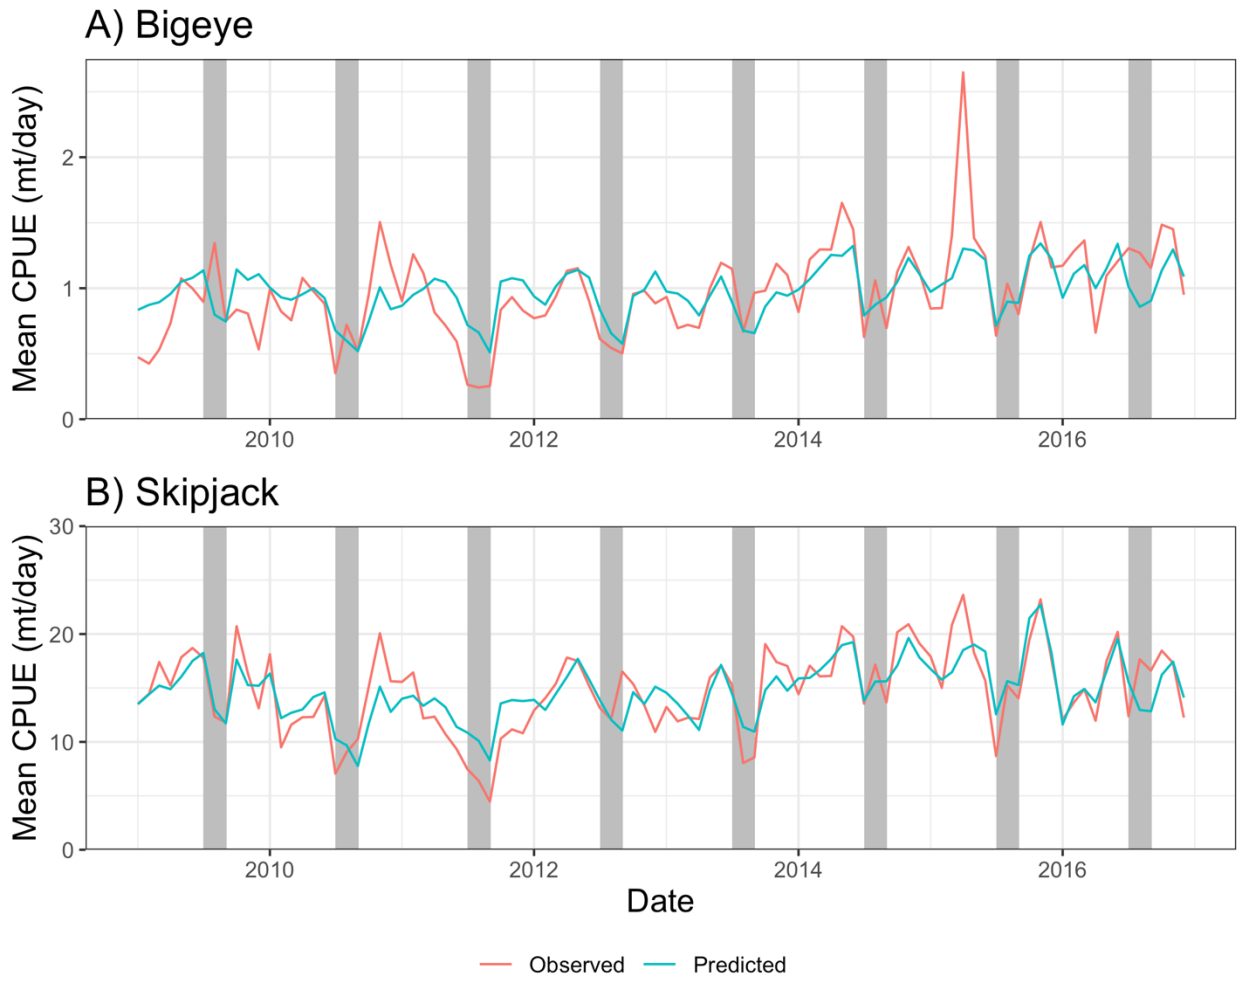 A) Bigeye
Mean CPUE (mt/day)
2
1
0
2010 2012 2014 2016
B) Skipjack
Mean CPUE (mt/day)
30
20
10
0
2010 2012 2014 2016
Date
Observed Predicted